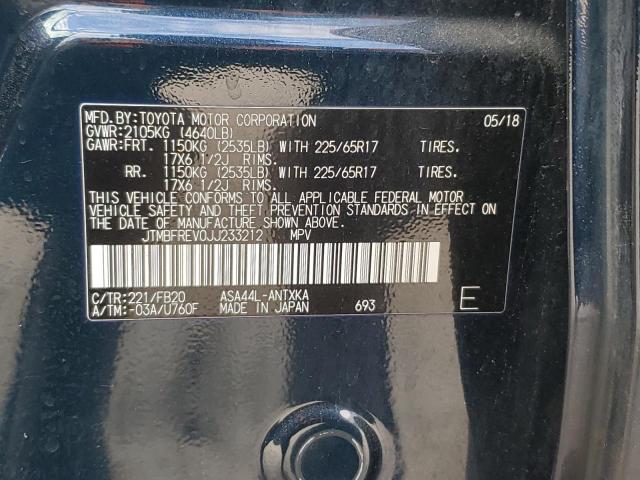 MFD.BY:TOYOTA MOTOR CORPORATION 05/18
GVWR:2105KG (4640LB)
GAWR:FRT. 1150KG (2535LB) WITH 225/65R17 TIRES.
17X6 1/2J RIMS.
RR. 1150KG (2535LB) WITH 225/65R17 TIRES.
17X6 1/2J RIMS.
THIS VEHICLE CONFORMS TO ALL APPLICABLE FEDERAL MOTOR
VEHICLE SAFETY AND THEFT PREVENTION STANDARDS IN EFFECT ON
THE DATE OF MANUFACTURE SHOWN ABOVE.
JTMBFREV0JJ233212 MPV
C/TR:221/FB20 ASA44L-ANTXKA
A/TM:-03A/U760F MADE IN JAPAN 693 E